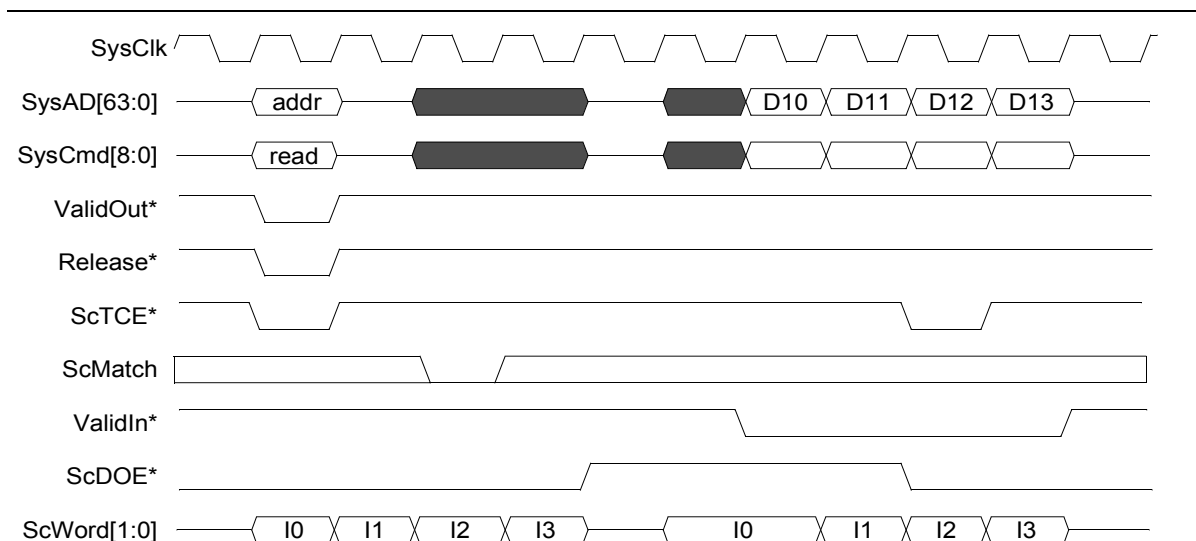 SysClk
SysAD[63:0] addr D10 D11 D12 D13
SysCmd[8:0] read
ValidOut*
Release*
ScTCE*
ScMatch
ValidIn*
ScDOE*
ScWord[1:0] I0 I1 I2 I3 I0 I1 I2 I3